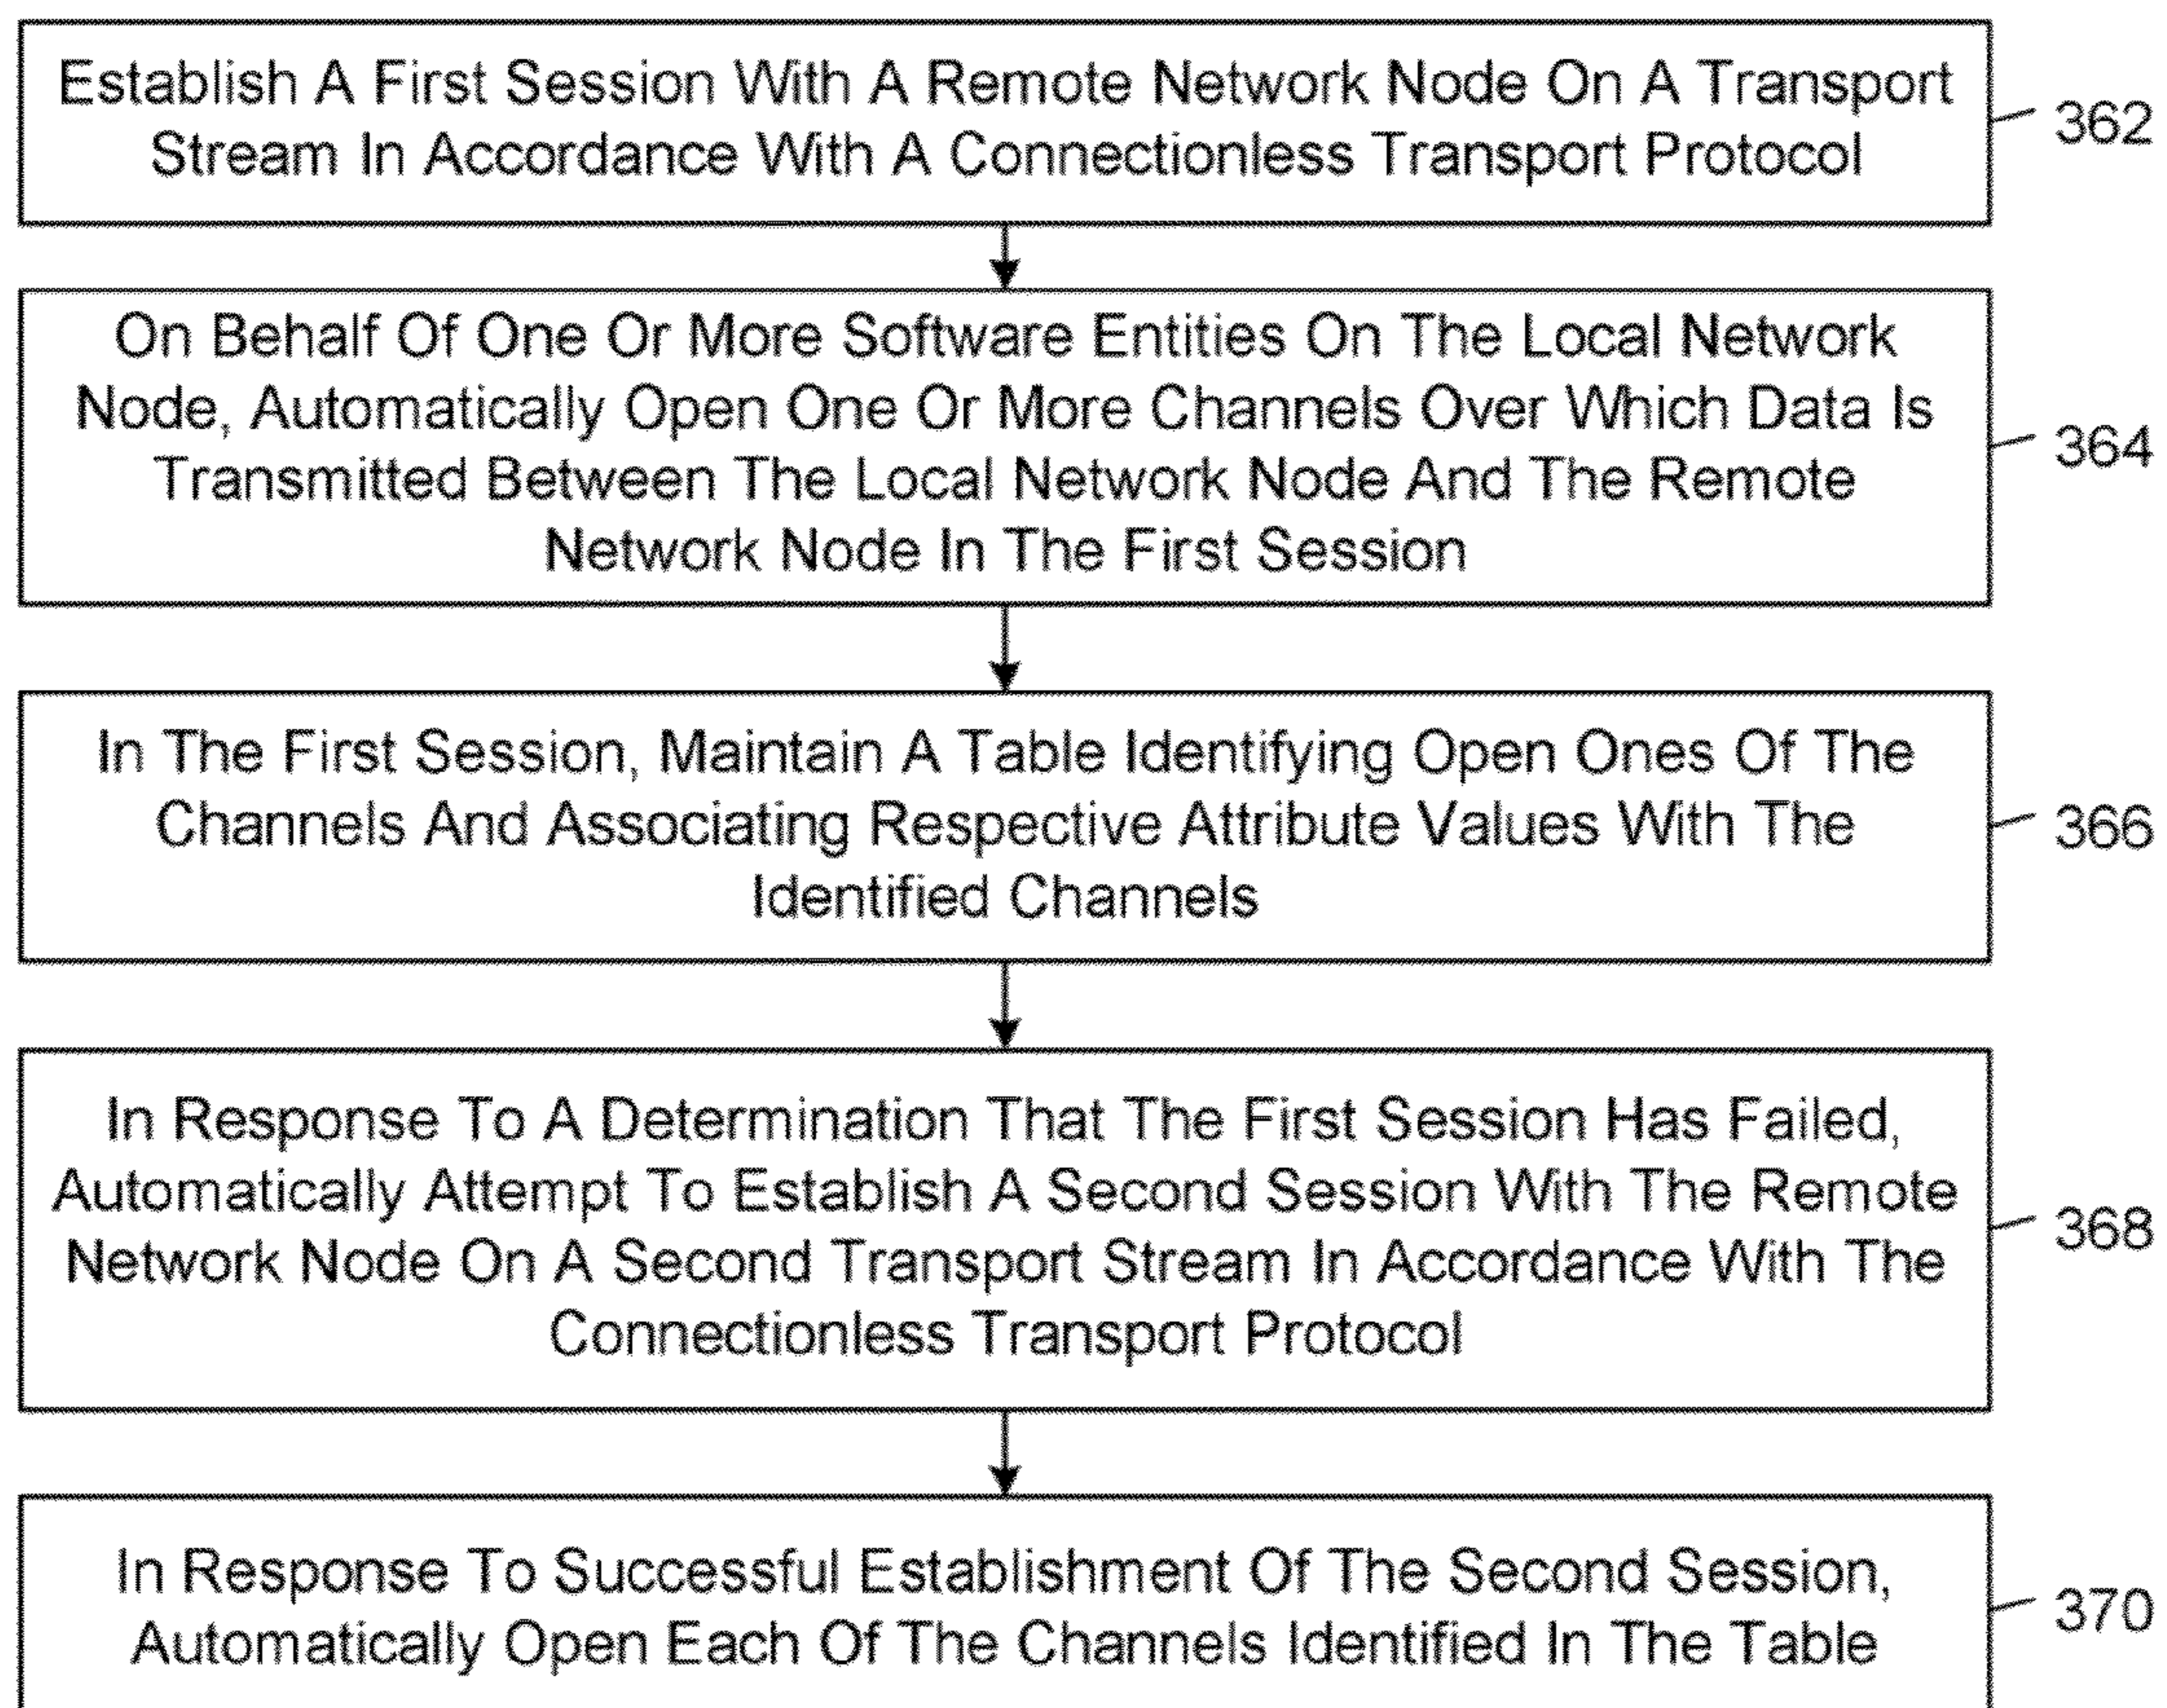 Establish A First Session With A Remote Network Node On A Transport
Stream In Accordance With A Connectionless Transport Protocol
362
On Behalf Of One Or More Software Entities On The Local Network
Node, Automatically Open One Or More Channels Over Which Data Is
Transmitted Between The Local Network Node And The Remote
Network Node In The First Session
364
In The First Session, Maintain A Table Identifying Open Ones Of The
Channels And Associating Respective Attribute Values With The
Identified Channels
366
In Response To A Determination That The First Session Has Failed,
Automatically Attempt To Establish A Second Session With The Remote
Network Node On A Second Transport Stream In Accordance With The
Connectionless Transport Protocol
368
In Response To Successful Establishment Of The Second Session,
Automatically Open Each Of The Channels Identified In The Table
370